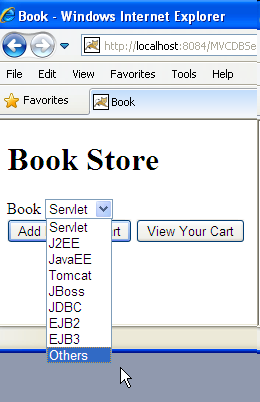 Book - Windows Internet Explorer
http://localhost:8084/MVCDBSe
File Edit View Favorites Tools Help
Favorites Book
Book Store
Book Servlet
Add rt View Your Cart
Servlet
J2EE
JavaEE
Tomcat
JBoss
JDBC
EJB2
EJB3
Others